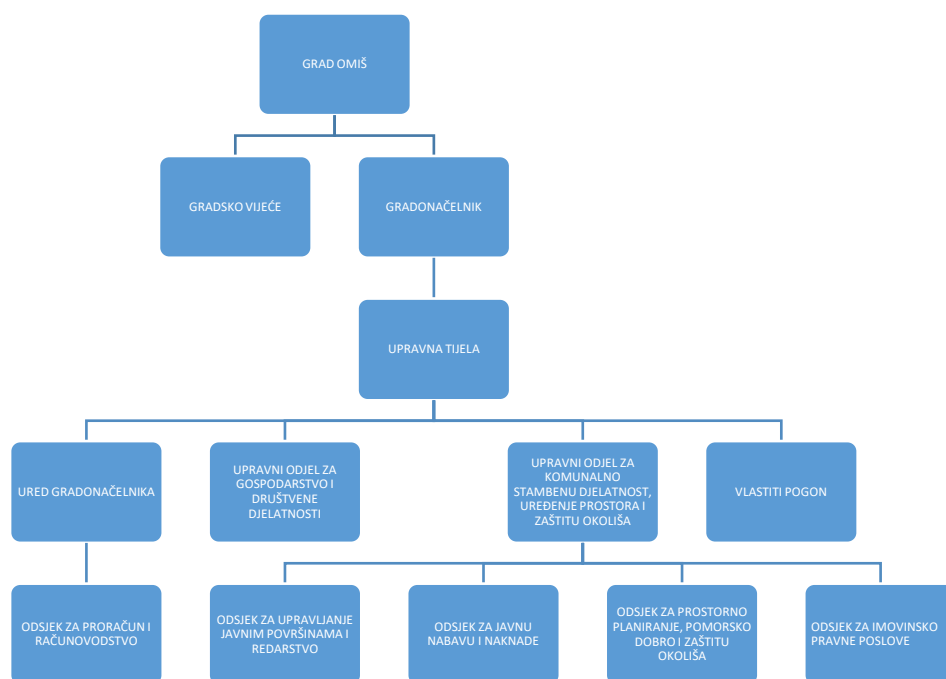 GRAD OMIŠ
GRADSKO VIJEĆE
GRADONAČELNIK
UPRAVNA TIJELA
URED GRADONAČELNIKA
UPRAVNI ODJEL ZA
GOSPODARSTVO I
DRUŠTVENE
DJELATNOSTI
UPRAVNI ODJEL ZA
KOMUNALNO
STAMBENU DJELATNOST,
UREĐENJE PROSTORA I
ZAŠTITU OKOLIŠA
VLASTITI POGON
ODSJEK ZA PRORAČUN I
RAČUNOVODSTVO
ODSJEK ZA UPRAVLJANJE
JAVNIM POVRŠINAMA I
REDARSTVO
ODSJEK ZA JAVNU
NABAVU I NAKNADE
ODSJEK ZA PROSTORNO
PLANIRANJE, POMORSKO
DOBRO I ZAŠTITU
OKOLIŠA
ODSJEK ZA IMOVINSKO
PRAVNE POSLOVE